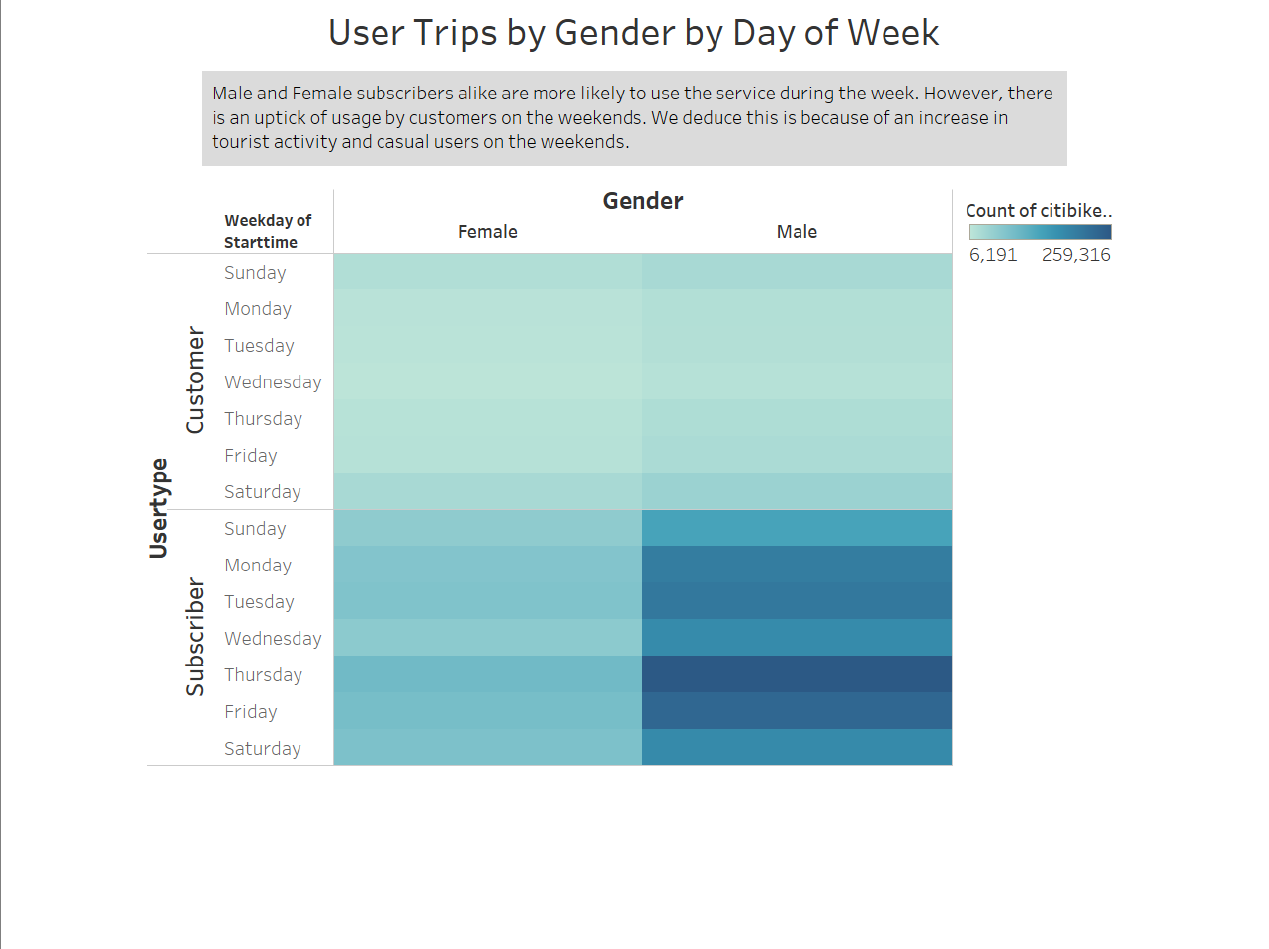 User Trips by Gender by Day of Week
Male and Female subscribers alike are more likely to use the service during the week. However, there
is an uptick of usage by customers on the weekends. We deduce this is because of an increase in
tourist activity and casual users on the weekends.
Gender
Weekday of
Starttime
Female
Male
Count of citibike..
6,191
259,316
Usertype
Customer
Sunday
Monday
Tuesday
Wednesday
Thursday
Friday
Saturday
Subscriber
Sunday
Monday
Tuesday
Wednesday
Thursday
Friday
Saturday